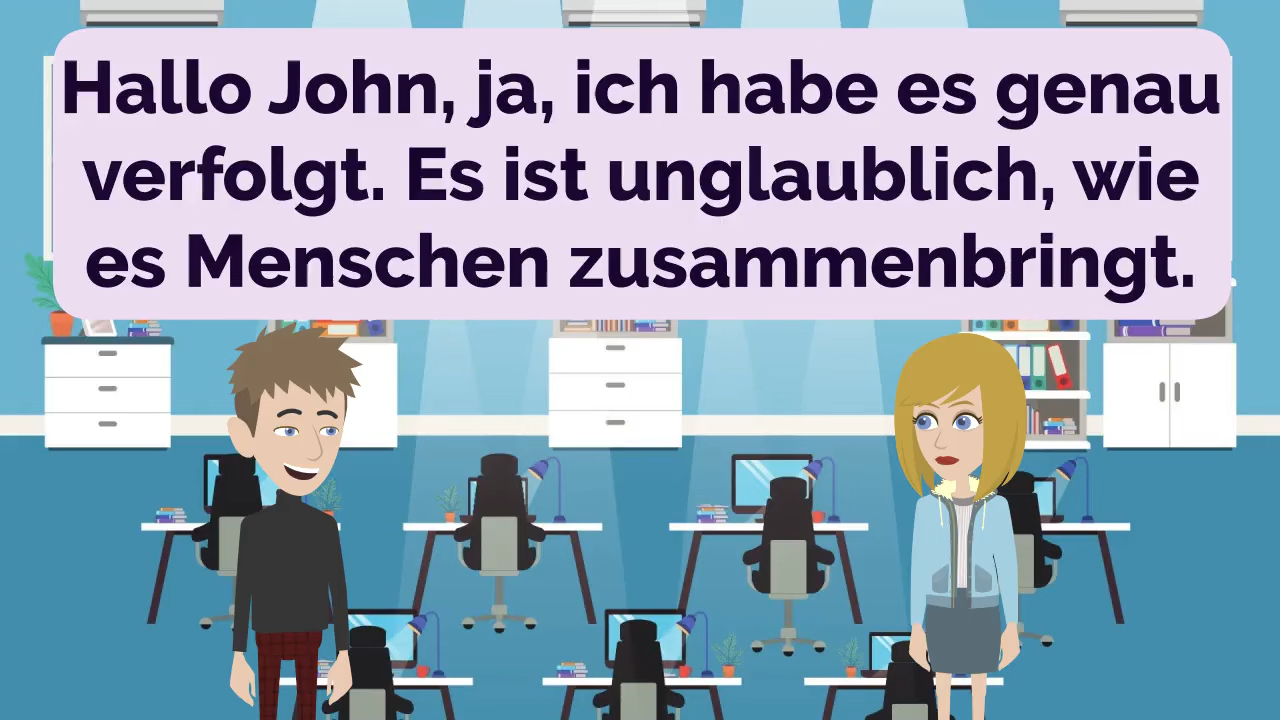 Hallo John, ja, ich habe es genau
verfolgt. Es ist unglaublich, wie
es Menschen zusammenbringt.